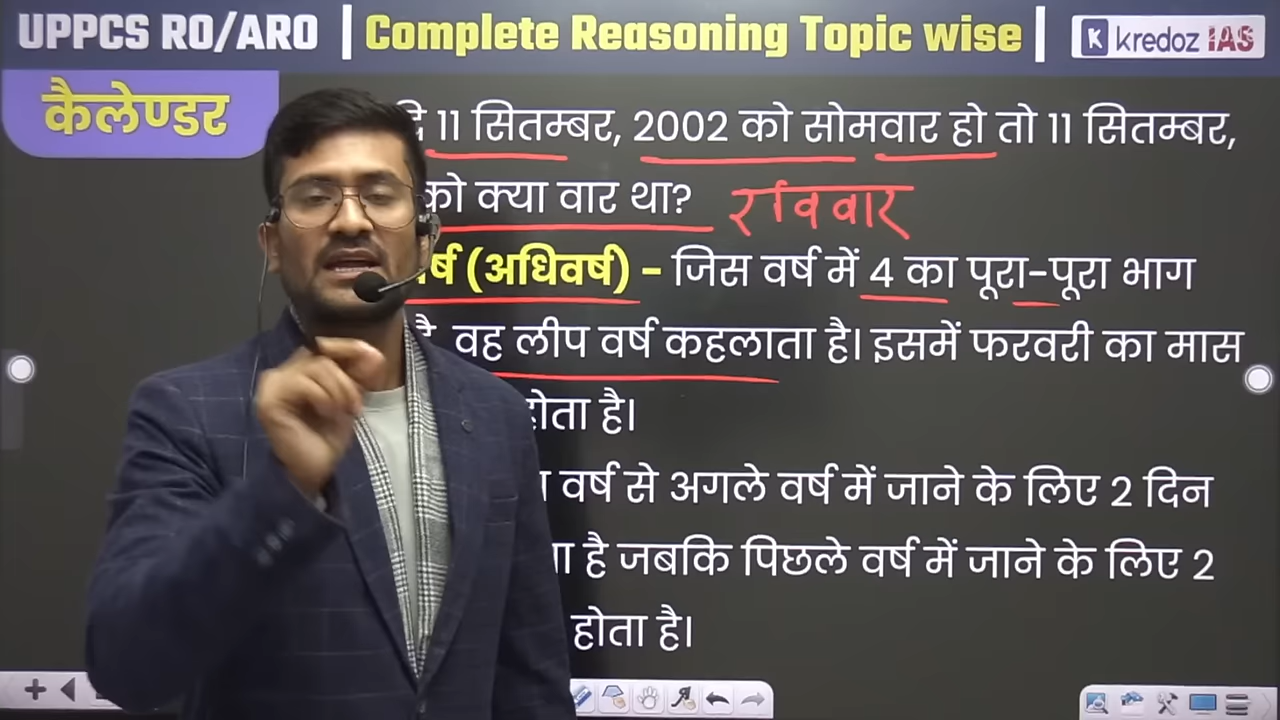 UPPCS RO/ARO | Complete Reasoning Topic wise | K kredoz IAS
कैलेण्डर
11 सितम्बर, 2002 को सोमवार हो तो 11 सितम्बर,
को क्या वार था? रविवार
(अधिवर्ष) - जिस वर्ष में 4 का पूरा-पूरा भाग
है, वह लीप वर्ष कहलाता है। इसमें फरवरी का मास
होता है।
वर्ष से अगले वर्ष में जाने के लिए 2 दिन
है जबकि पिछले वर्ष में जाने के लिए 2
होता है।